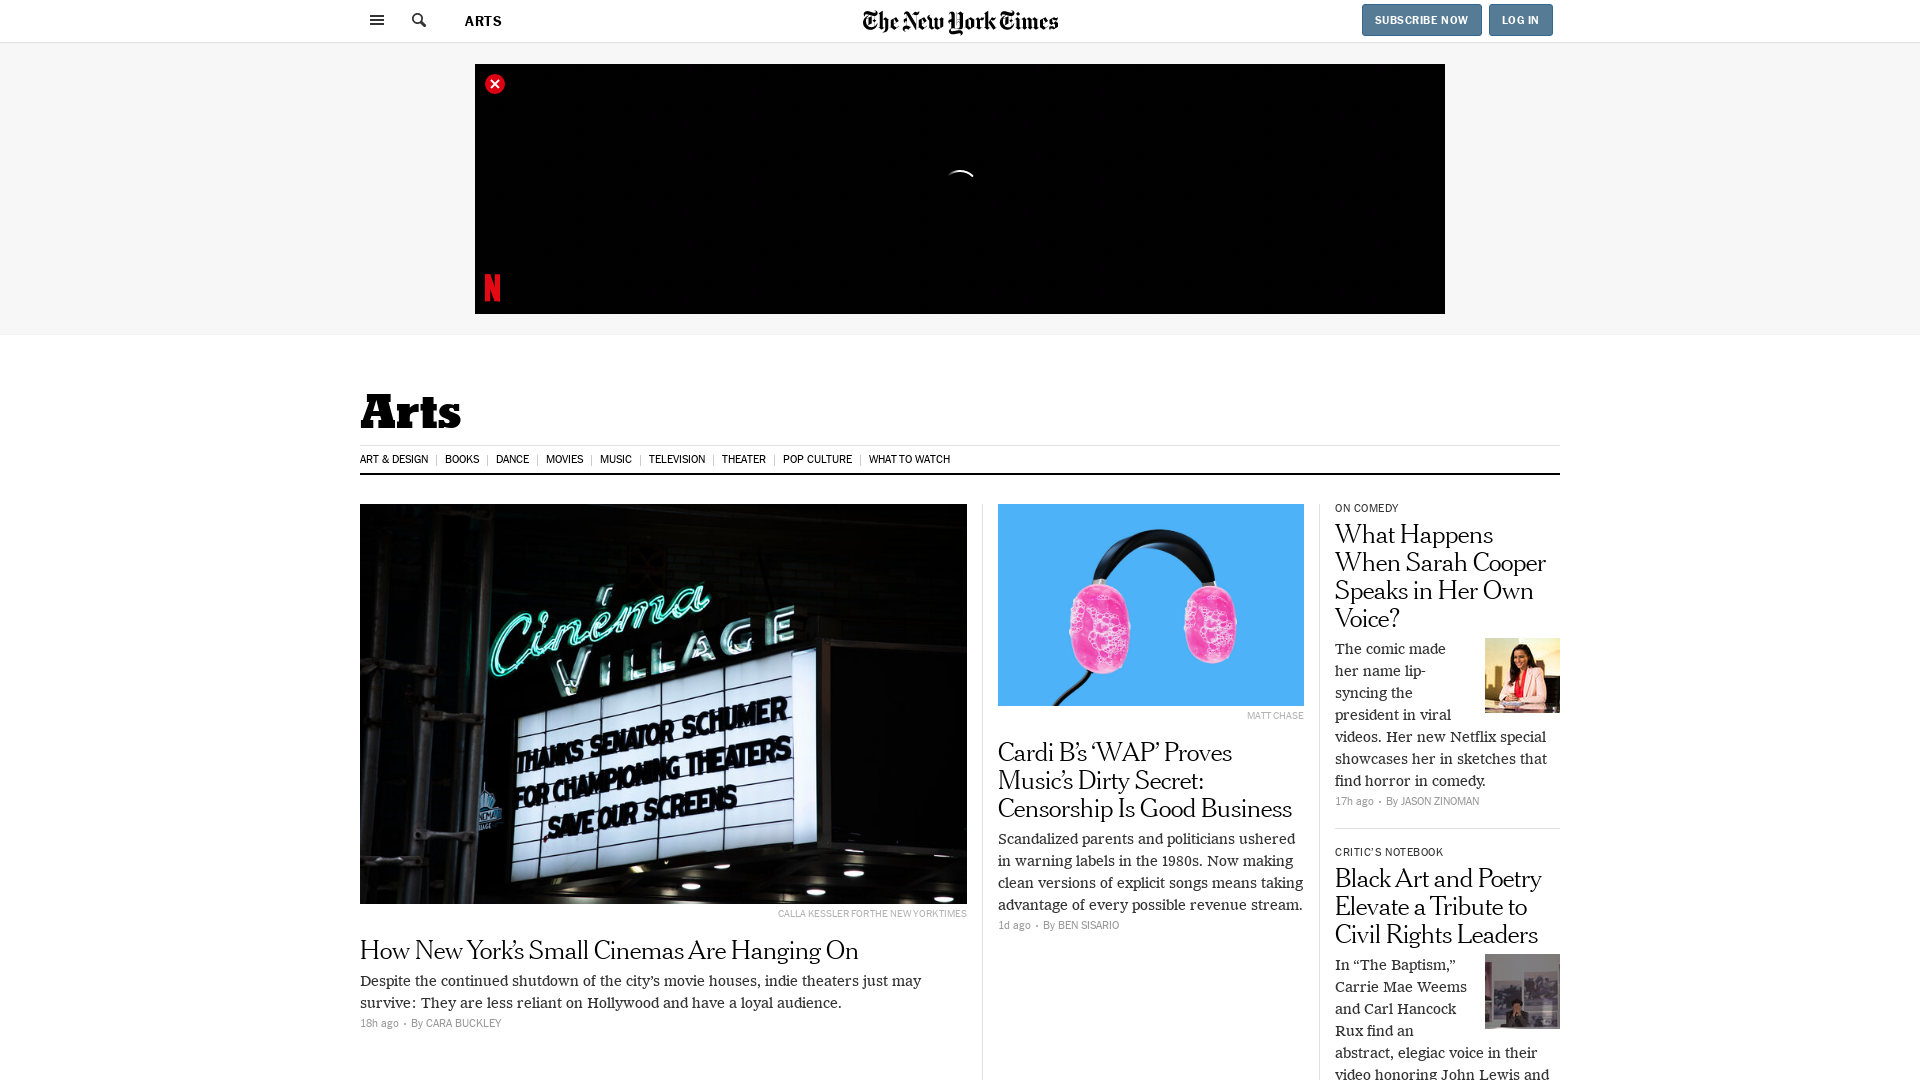 ARTS
The New York Times
SUBSCRIBE NOW
LOG IN
N
Arts
ART & DESIGN
BOOKS
DANCE
MOVIES
MUSIC
TELEVISION
THEATER
POP CULTURE
WHAT TO WATCH
Cinéma
VILLAGE
THANKS SENATOR SCHUMER
FOR CHAMPIONING THEATERS
SAVE OUR SCREENS
CALLA KESSLER FOR THE NEW YORK TIMES
How New York’s Small Cinemas Are Hanging On
Despite the continued shutdown of the city’s movie houses, indie theaters just may
survive: They are less reliant on Hollywood and have a loyal audience.
18h ago · By CARA BUCKLEY
MATT CHASE
Cardi B’s ‘WAP’ Proves
Music’s Dirty Secret:
Censorship Is Good Business
Scandalized parents and politicians ushered
in warning labels in the 1980s. Now making
clean versions of explicit songs means taking
advantage of every possible revenue stream.
1d ago · By BEN SISARIO
ON COMEDY
What Happens
When Sarah Cooper
Speaks in Her Own
Voice?
The comic made
her name lip-
syncing the
president in viral
videos. Her new Netflix special
showcases her in sketches that
find horror in comedy.
17h ago · By JASON ZINOMAN
CRITIC’S NOTEBOOK
Black Art and Poetry
Elevate a Tribute to
Civil Rights Leaders
In “The Baptism,”
Carrie Mae Weems
and Carl Hancock
Rux find an
abstract, elegiac voice in their
video honoring John Lewis and